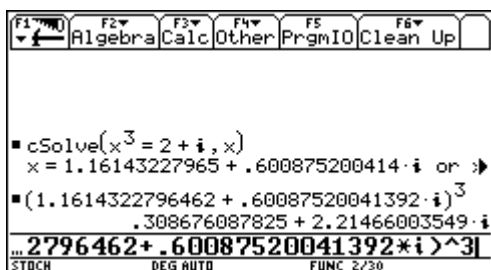 F1 F2▼ F3▼ F4▼ F5 F6▼
Algebra Calc Other PrgmIO Clean Up
■ cSolve(x³ = 2 + i, x)
x = 1.16143227965 + .600875200414·i or x▸
■ (1.1614322796462 + .60087520041392·i)³
.308676087825 + 2.21466003549·i
…2796462+.60087520041392*i)^3
STOCH DEG AUTO FUNC 2/30